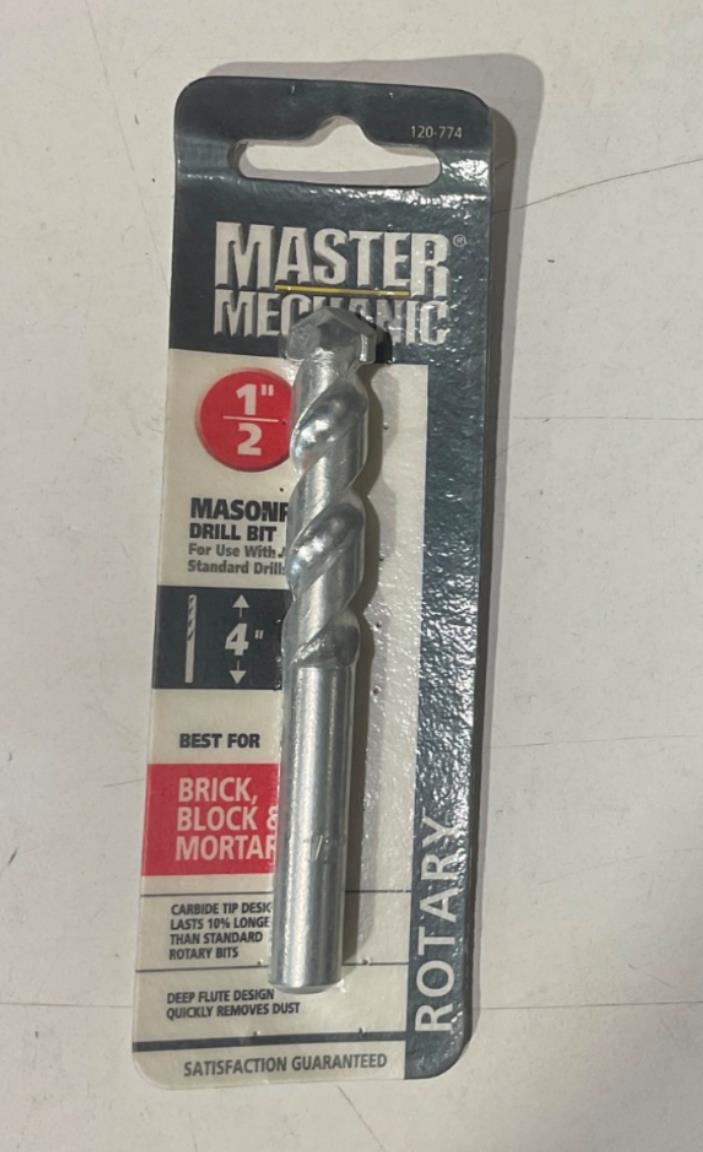 120-774
MASTER®
MECHANIC
1"
2
MASONR
DRILL BIT
For Use With
Standard Drill
4"
BEST FOR
BRICK,
BLOCK &
MORTAR
CARBIDE TIP DESIG
LASTS 10% LONGE
THAN STANDARD
ROTARY BITS
DEEP FLUTE DESIGN
QUICKLY REMOVES DUST
SATISFACTION GUARANTEED
ROTARY